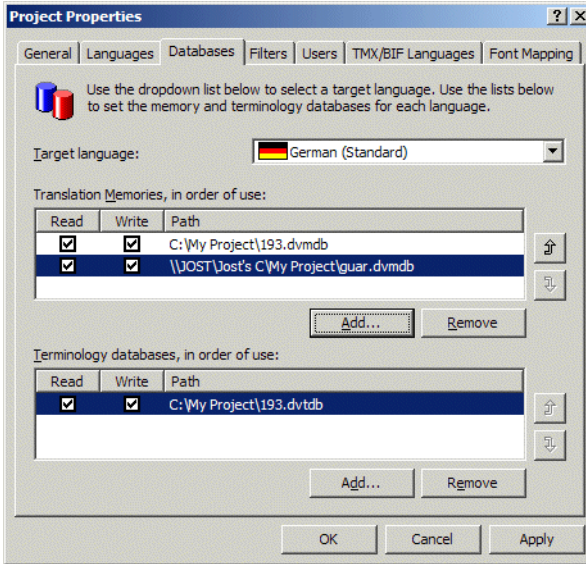 Project Properties
General Languages Databases Filters Users TMX/BIF Languages Font Mapping
Use the dropdown list below to select a target language. Use the lists below
to set the memory and terminology databases for each language.
Target language: German (Standard)
Translation Memories, in order of use:
Read Write Path
C:\My Project\193.dvmdb
\\JOST\Jost's C\My Project\guar.dvmdb
Add... Remove
Terminology databases, in order of use:
Read Write Path
C:\My Project\193.dvtdb
Add... Remove
OK Cancel Apply